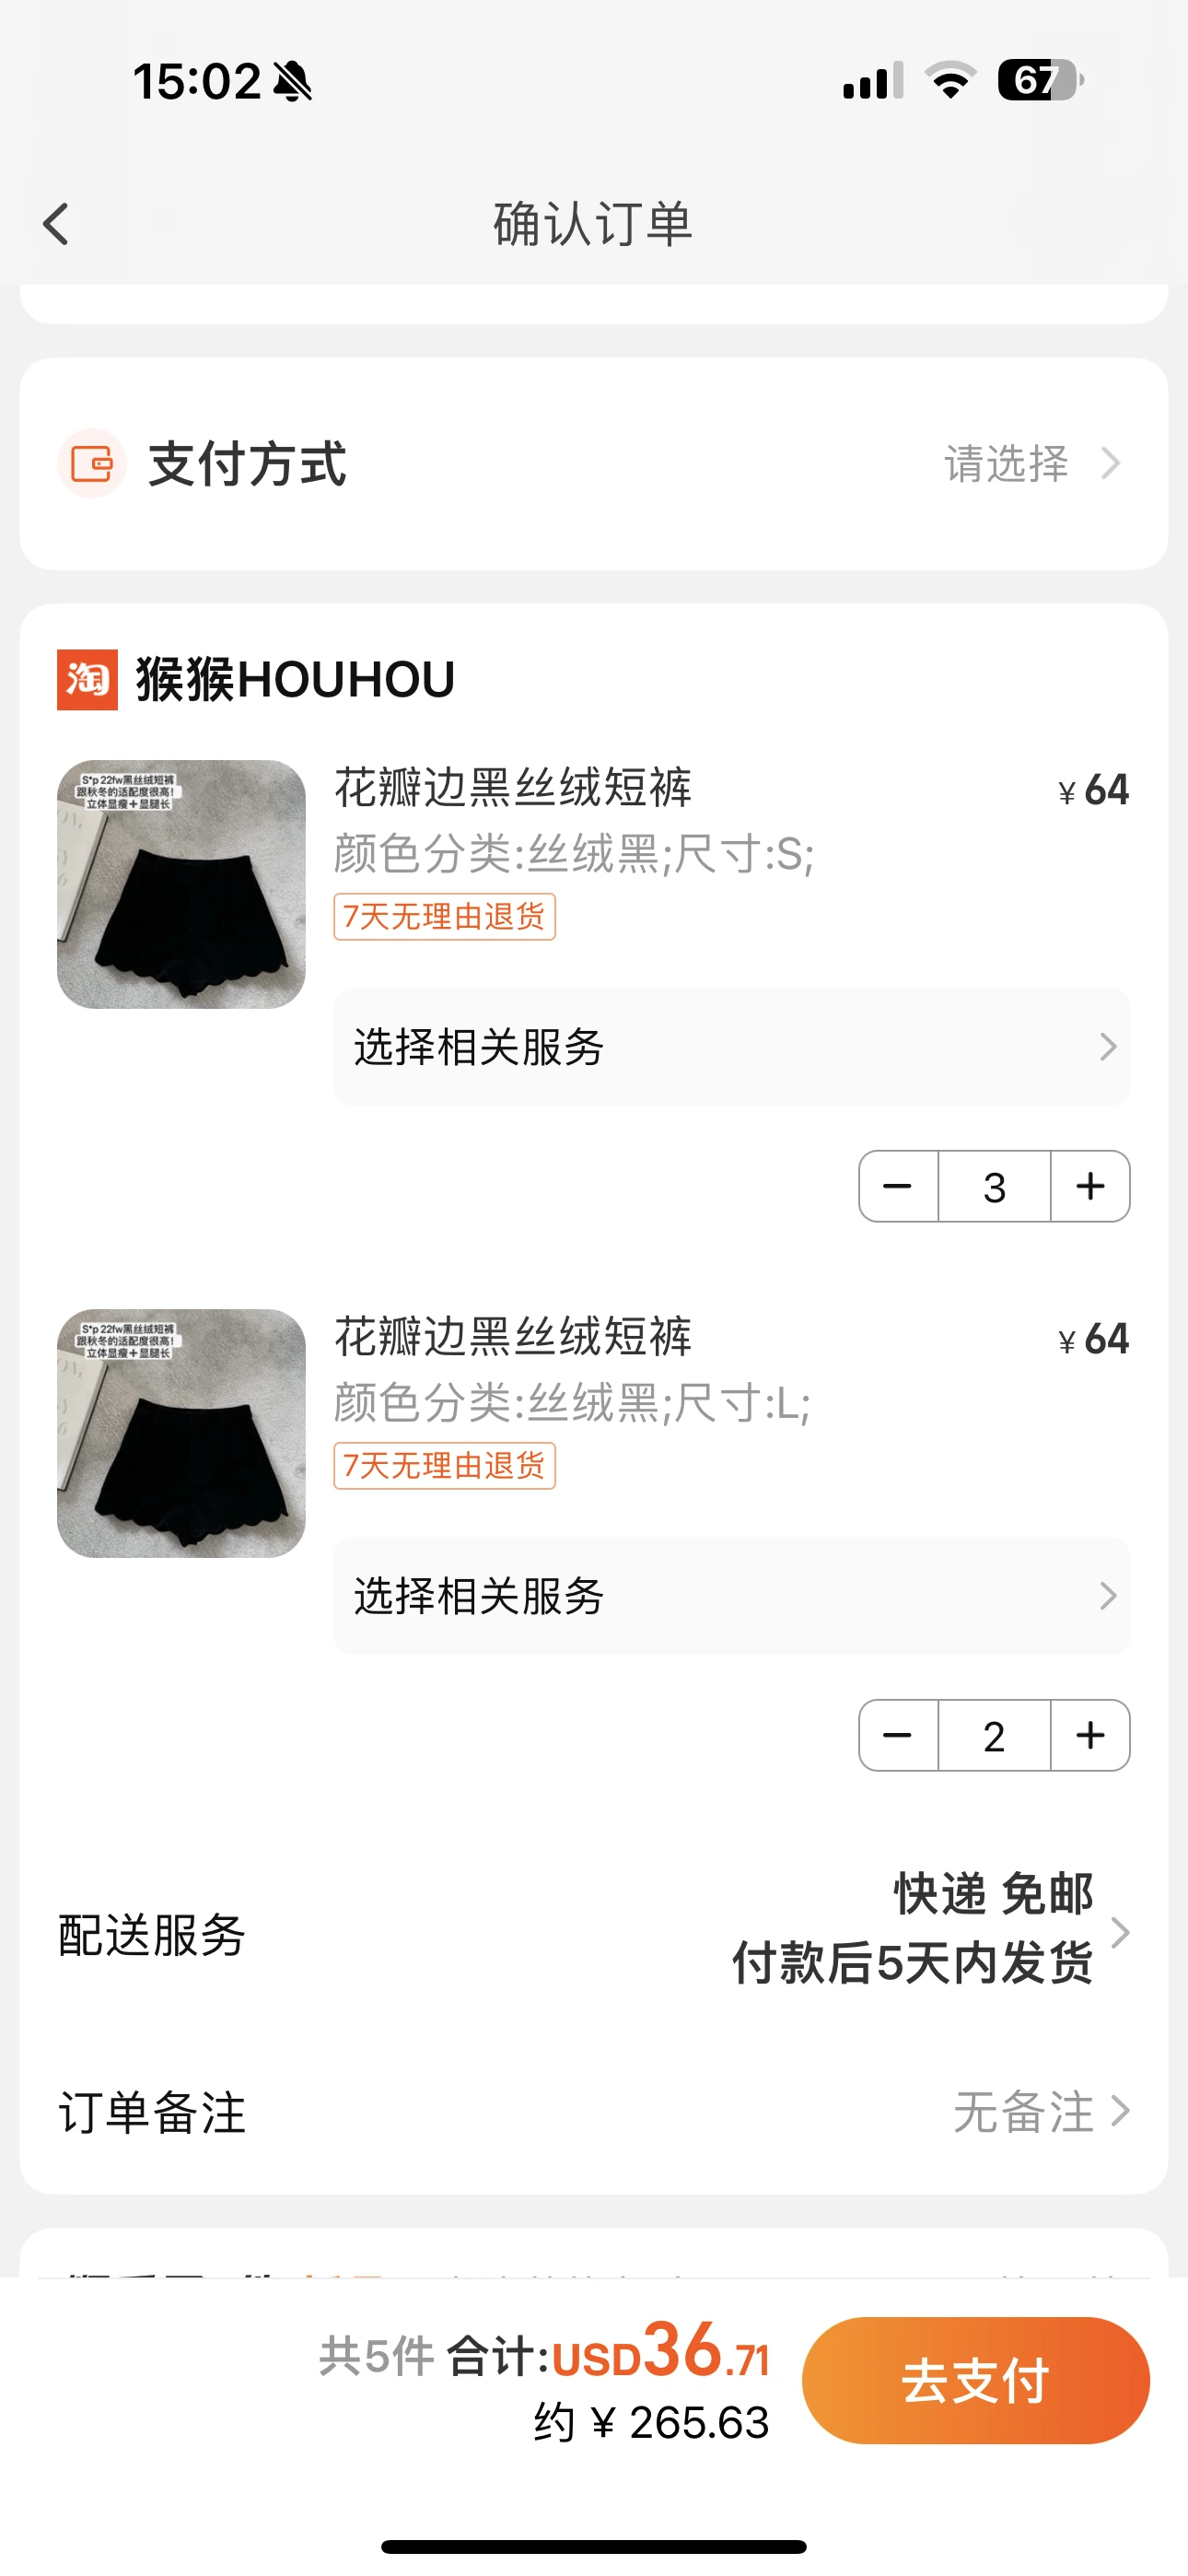 15:02
67
确认订单
支付方式
请选择
淘 猴猴HOUHOU
S*p 22fw黑丝绒短裤
跟秋冬的适配度很高!
立体显瘦+显腿长
花瓣边黑丝绒短裤
¥ 64
颜色分类:丝绒黑;尺寸:S;
7天无理由退货
选择相关服务
3
S*p 22fw黑丝绒短裤
跟秋冬的适配度很高!
立体显瘦+显腿长
花瓣边黑丝绒短裤
¥ 64
颜色分类:丝绒黑;尺寸:L;
7天无理由退货
选择相关服务
2
配送服务
快递 免邮
付款后5天内发货
订单备注
无备注
共5件 合计:USD36.71
约 ¥ 265.63
去支付